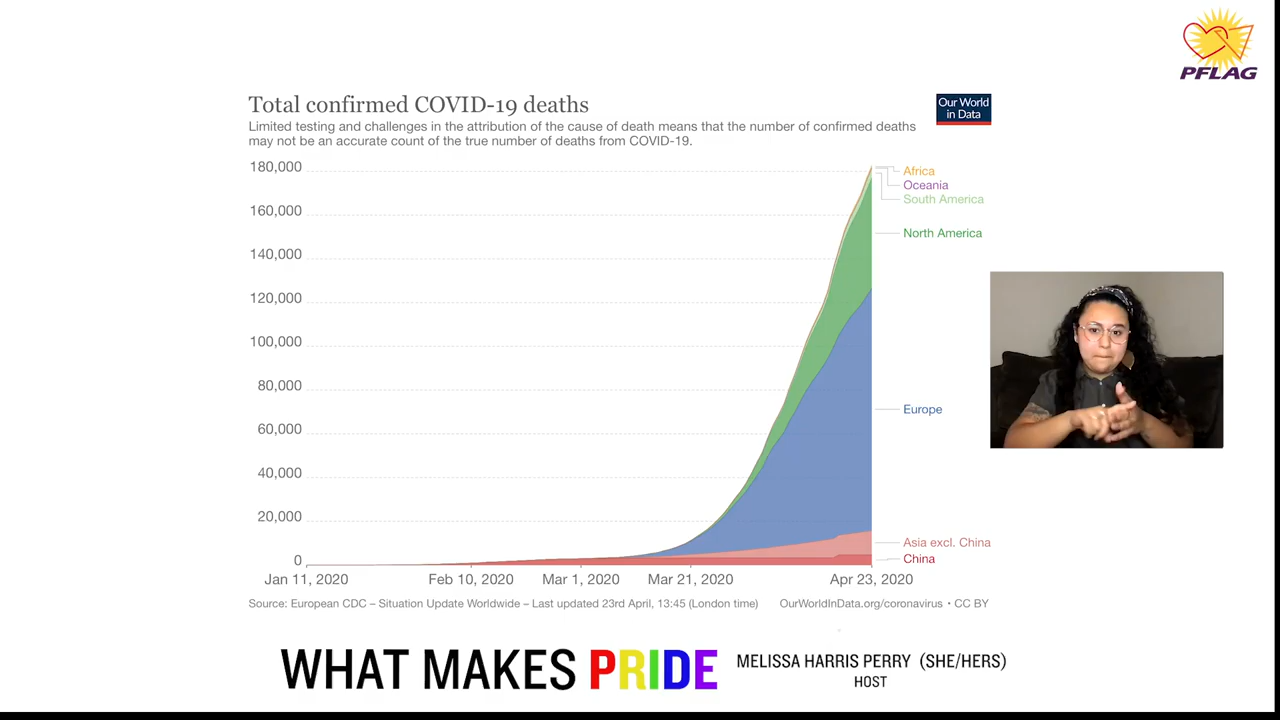 PFLAG
Total confirmed COVID-19 deaths
Our World
in Data
Limited testing and challenges in the attribution of the cause of death means that the number of confirmed deaths
may not be an accurate count of the true number of deaths from COVID-19.
180,000
160,000
140,000
120,000
100,000
80,000
60,000
40,000
20,000
0
Africa
Oceania
South America
North America
Europe
Asia excl. China
China
Jan 11, 2020
Feb 10, 2020
Mar 1, 2020
Mar 21, 2020
Apr 23, 2020
Source: European CDC – Situation Update Worldwide – Last updated 23rd April, 13:45 (London time)
OurWorldInData.org/coronavirus • CC BY
WHAT MAKES PRIDE
MELISSA HARRIS PERRY (SHE/HERS)
HOST